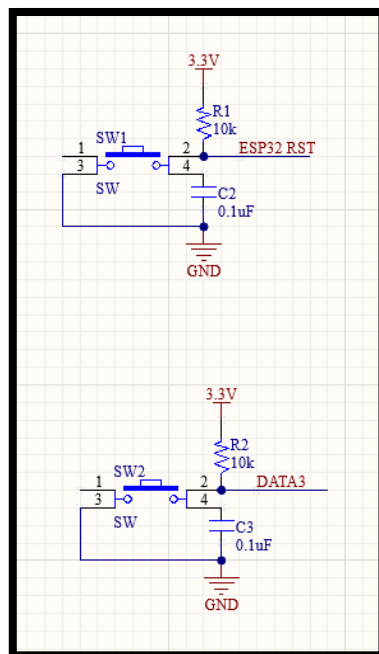 3.3V
R1
10k
SW1
1 2 ESP32 RST
3 4
SW
C2
0.1uF
GND
3.3V
R2
10k
SW2
1 2 DATA3
3 4
SW
C3
0.1uF
GND